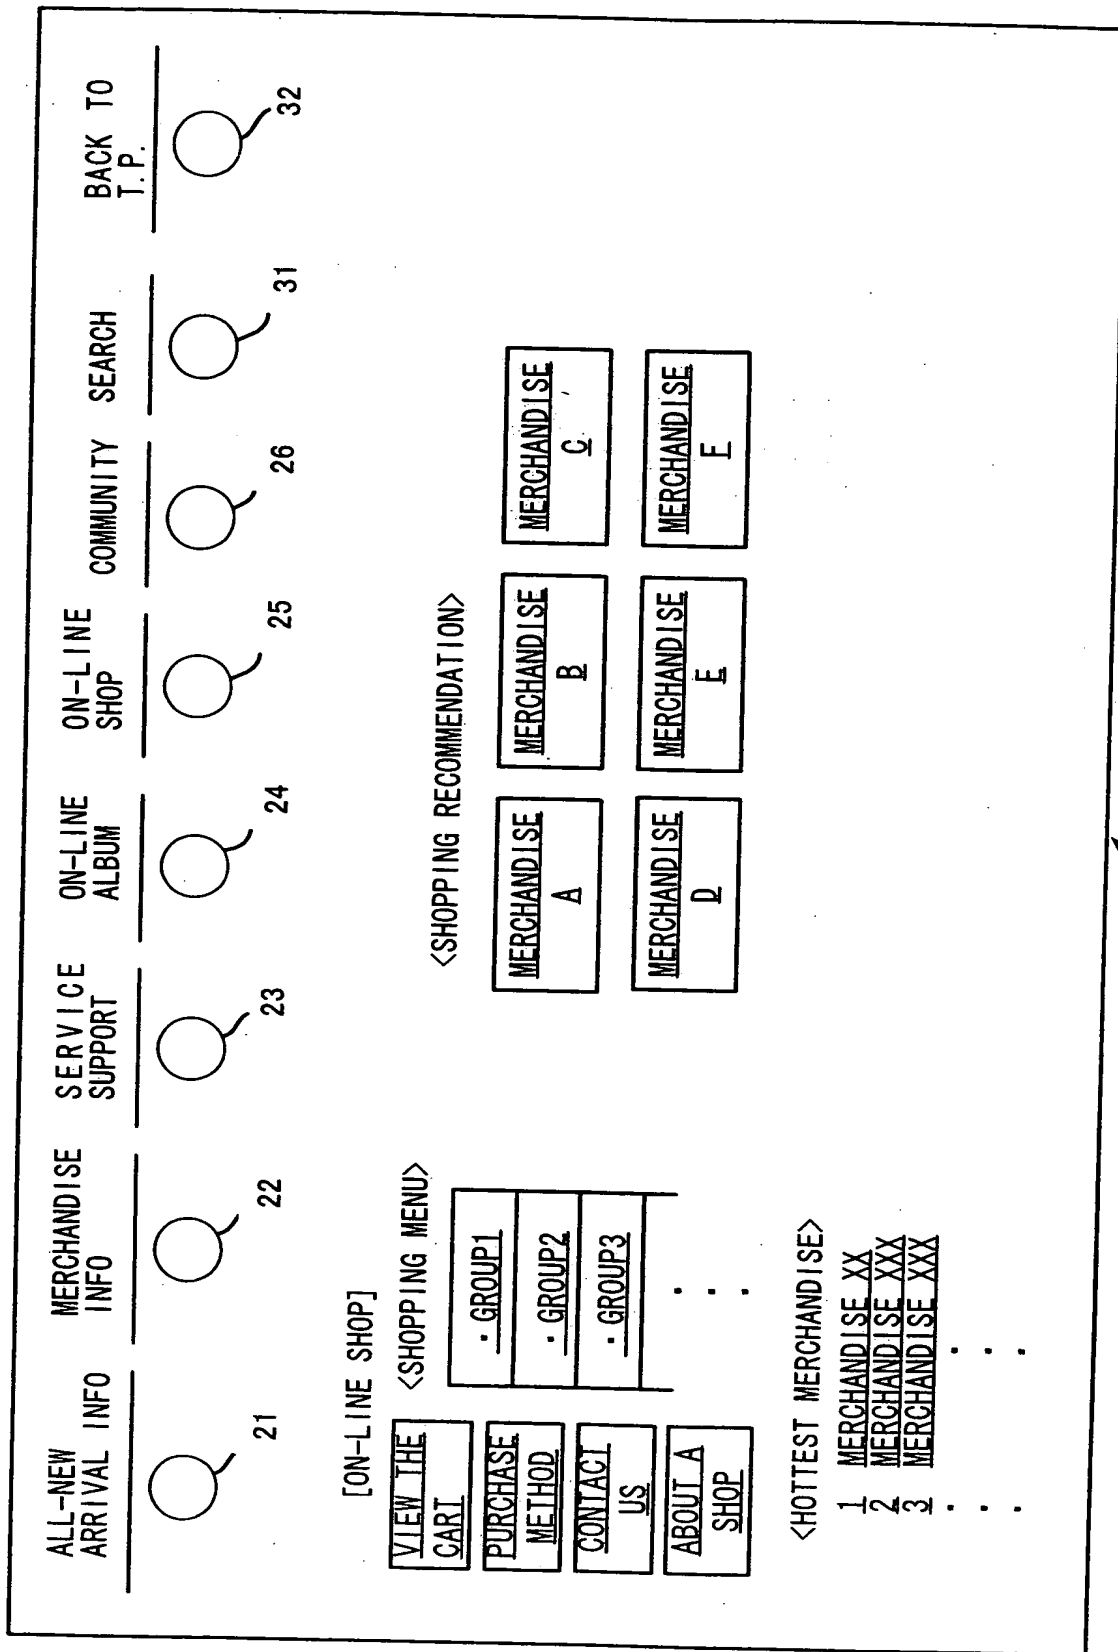 ALL-NEW
ARRIVAL INFO
21
MERCHANDISE
INFO
22
SERVICE
SUPPORT
23
ON-LINE
ALBUM
24
ON-LINE
SHOP
25
COMMUNITY
26
SEARCH
31
BACK TO
T.P.
32
[ON-LINE SHOP]
VIEW THE
CART
PURCHASE
METHOD
CONTACT
US
ABOUT A
SHOP
<SHOPPING MENU>
· GROUP1
· GROUP2
· GROUP3
· · ·
<SHOPPING RECOMMENDATION>
MERCHANDISE
A
MERCHANDISE
B
MERCHANDISE
C
MERCHANDISE
D
MERCHANDISE
E
MERCHANDISE
F
<HOTTEST MERCHANDISE>
1 MERCHANDISE XX
2 MERCHANDISE XXX
3 MERCHANDISE XXX
· ·
· ·
· ·